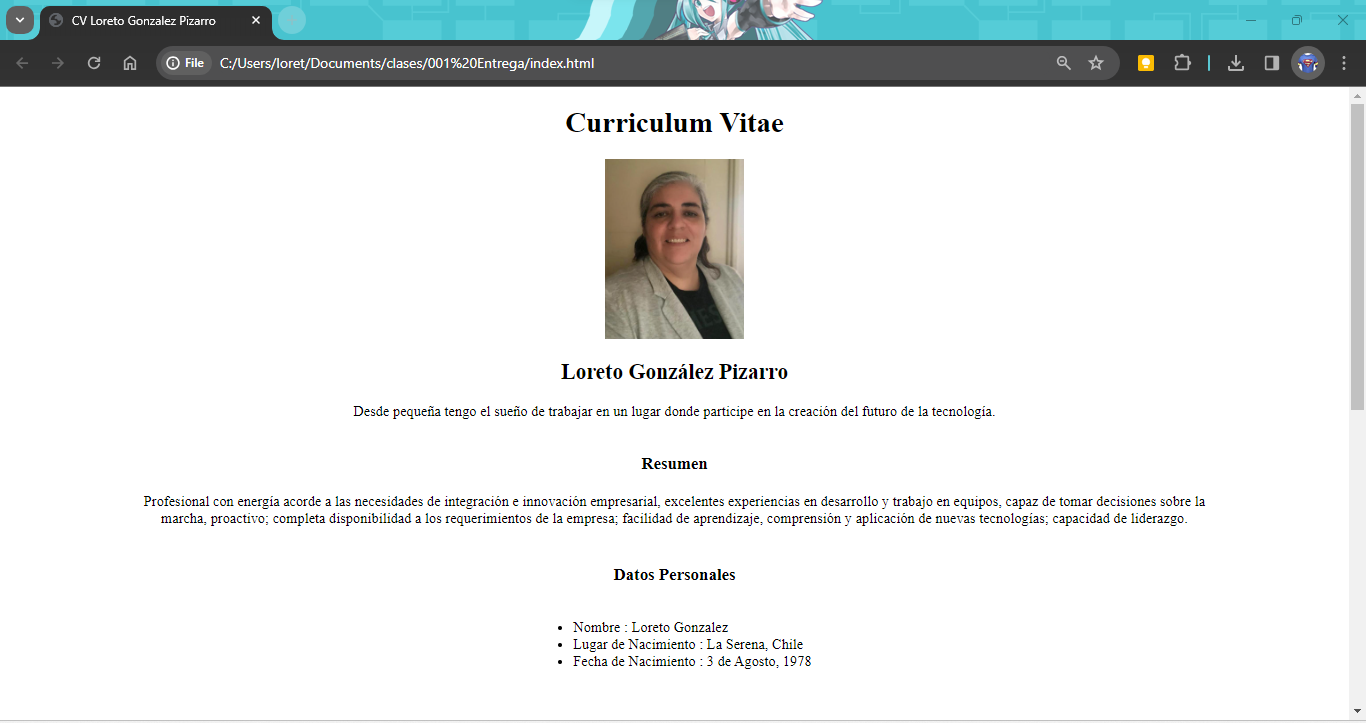 CV Loreto Gonzalez Pizarro
File C:/Users/loret/Documents/clases/001%20Entrega/index.html
Curriculum Vitae
Loreto González Pizarro
Desde pequeña tengo el sueño de trabajar en un lugar donde participe en la creación del futuro de la tecnología.
Resumen
Profesional con energía acorde a las necesidades de integración e innovación empresarial, excelentes experiencias en desarrollo y trabajo en equipos, capaz de tomar decisiones sobre la
marcha, proactivo; completa disponibilidad a los requerimientos de la empresa; facilidad de aprendizaje, comprensión y aplicación de nuevas tecnologías; capacidad de liderazgo.
Datos Personales
• Nombre : Loreto Gonzalez
• Lugar de Nacimiento : La Serena, Chile
• Fecha de Nacimiento : 3 de Agosto, 1978